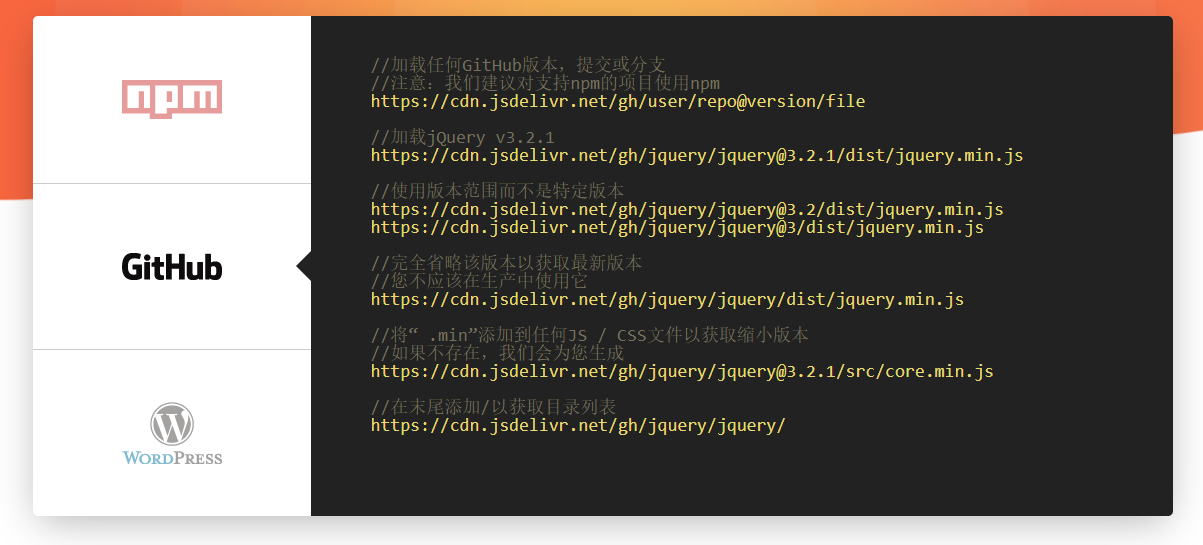 npm
GitHub
WORDPRESS
//加载任何GitHub版本，提交或分支
//注意：我们建议对支持npm的项目使用npm
https://cdn.jsdelivr.net/gh/user/repo@version/file
//加载jQuery v3.2.1
https://cdn.jsdelivr.net/gh/jquery/jquery@3.2.1/dist/jquery.min.js
//使用版本范围而不是特定版本
https://cdn.jsdelivr.net/gh/jquery/jquery@3.2/dist/jquery.min.js
https://cdn.jsdelivr.net/gh/jquery/jquery@3/dist/jquery.min.js
//完全省略该版本以获取最新版本
//您不应该在生产中使用它
https://cdn.jsdelivr.net/gh/jquery/jquery/dist/jquery.min.js
//将“ .min”添加到任何JS / CSS文件以获取缩小版本
//如果不存在，我们会为您生成
https://cdn.jsdelivr.net/gh/jquery/jquery@3.2.1/src/core.min.js
//在末尾添加/以获取目录列表
https://cdn.jsdelivr.net/gh/jquery/jquery/